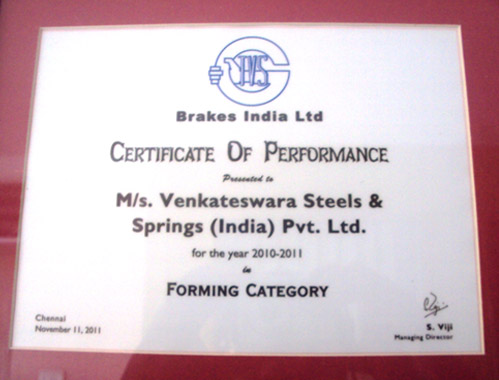 Brakes India Ltd
CERTIFICATE OF PERFORMANCE
Presented to
M/s. Venkateswara Steels &
Springs (India) Pvt. Ltd.
for the year 2010-2011
in
FORMING CATEGORY
Chennai
November 11, 2011
S. Viji
Managing Director